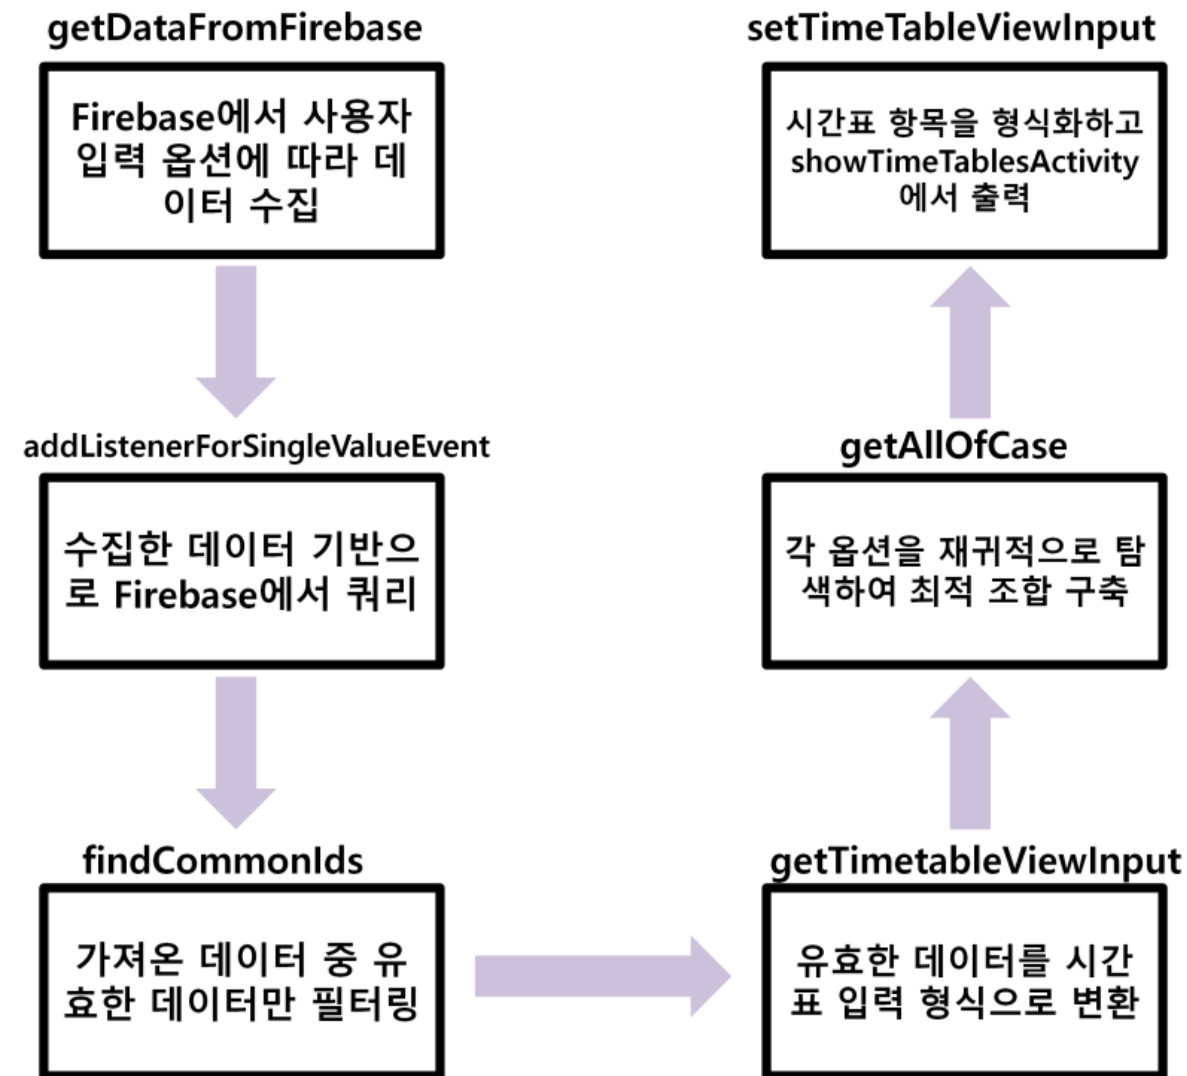 getDataFromFirebase
Firebase에서 사용자
입력 옵션에 따라 데
이터 수집
addListenerForSingleValueEvent
수집한 데이터 기반으
로 Firebase에서 쿼리
findCommonIds
가져온 데이터 중 유
효한 데이터만 필터링
getTimetableViewInput
유효한 데이터를 시간
표 입력 형식으로 변환
getAllOfCase
각 옵션을 재귀적으로 탐
색하여 최적 조합 구축
setTimeTableViewInput
시간표 항목을 형식화하고
showTimeTablesActivity
에서 출력